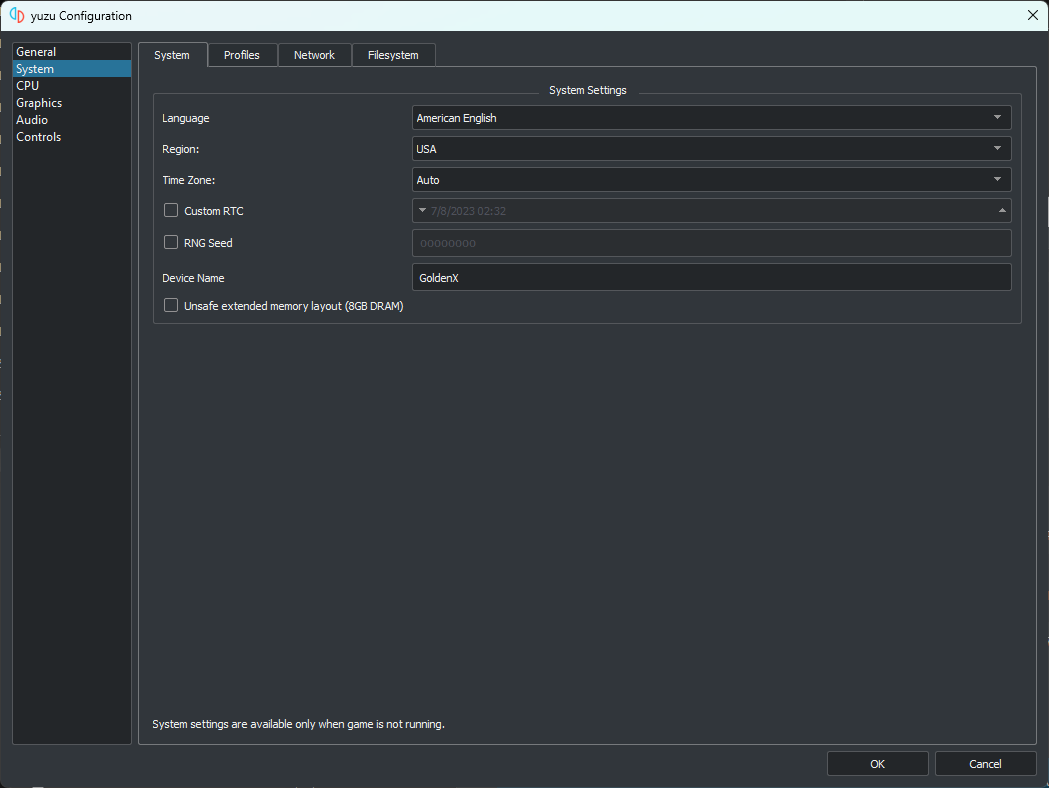 yuzu Configuration
General
System
CPU
Graphics
Audio
Controls
System Profiles Network Filesystem
System Settings
Language American English
Region: USA
Time Zone: Auto
Custom RTC 7/8/2023 02:32
RNG Seed 00000000
Device Name GoldenX
Unsafe extended memory layout (8GB DRAM)
System settings are available only when game is not running.
OK Cancel